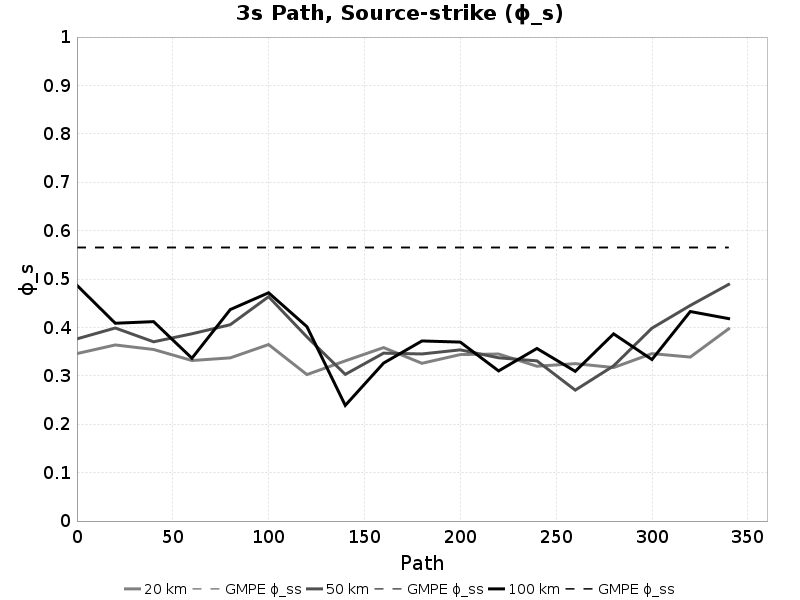 3s Path, Source-strike (ϕ_s)
1
0.9
0.8
0.7
0.6
0.5
0.4
0.3
0.2
0.1
0
ϕ_s
0 50 100 150 200 250 300 350
Path
20 km GMPE ϕ_ss 50 km GMPE ϕ_ss 100 km GMPE ϕ_ss